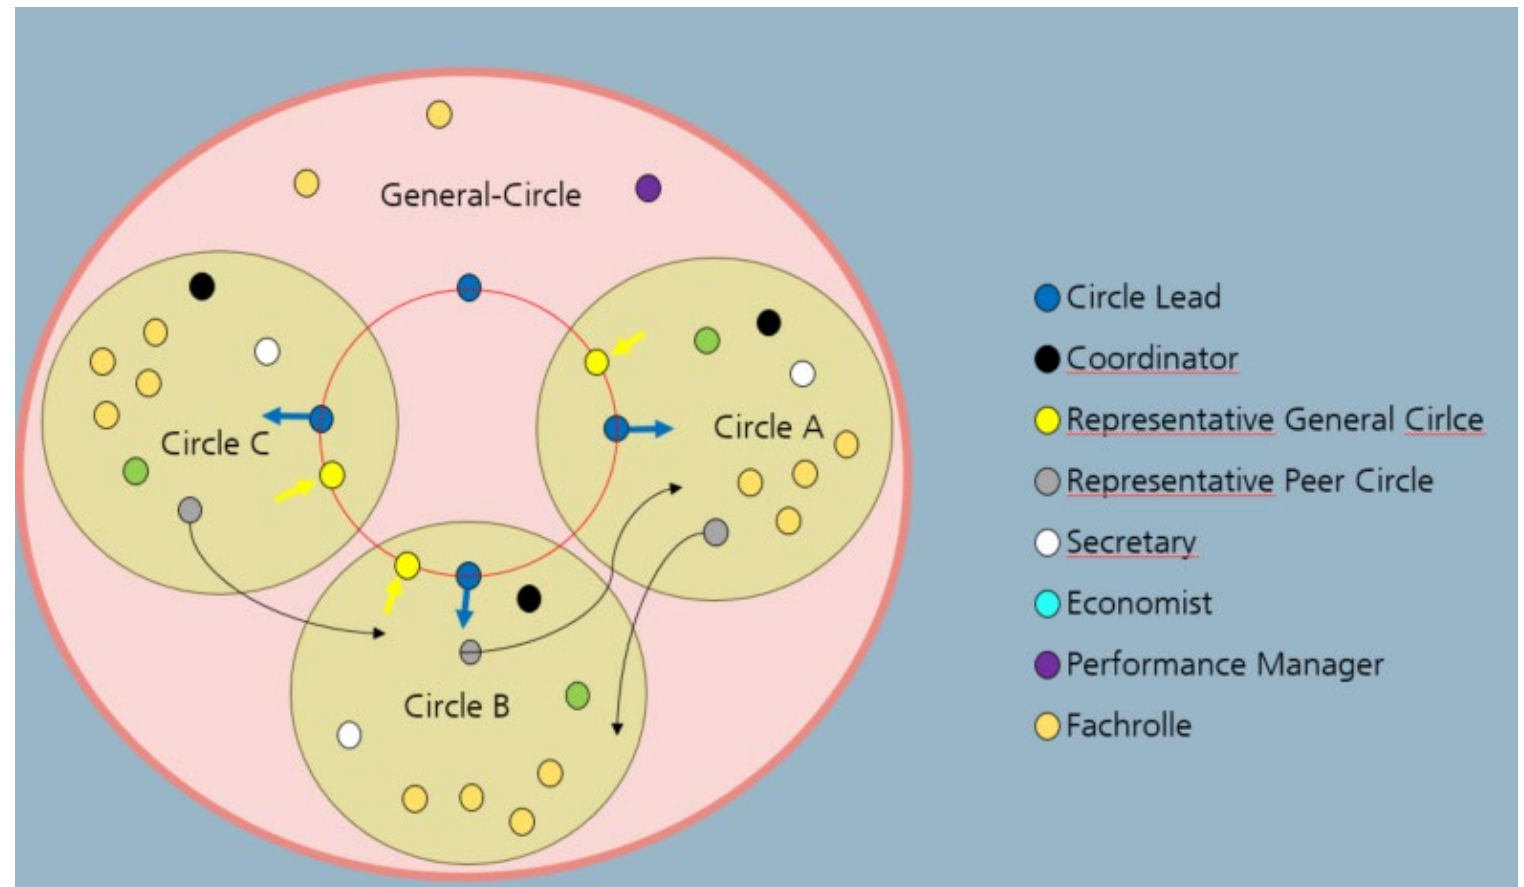 General-Circle
Circle C
Circle A
Circle B
Circle Lead
Coordinator
Representative General Cirlce
Representative Peer Circle
Secretary
Economist
Performance Manager
Fachrolle